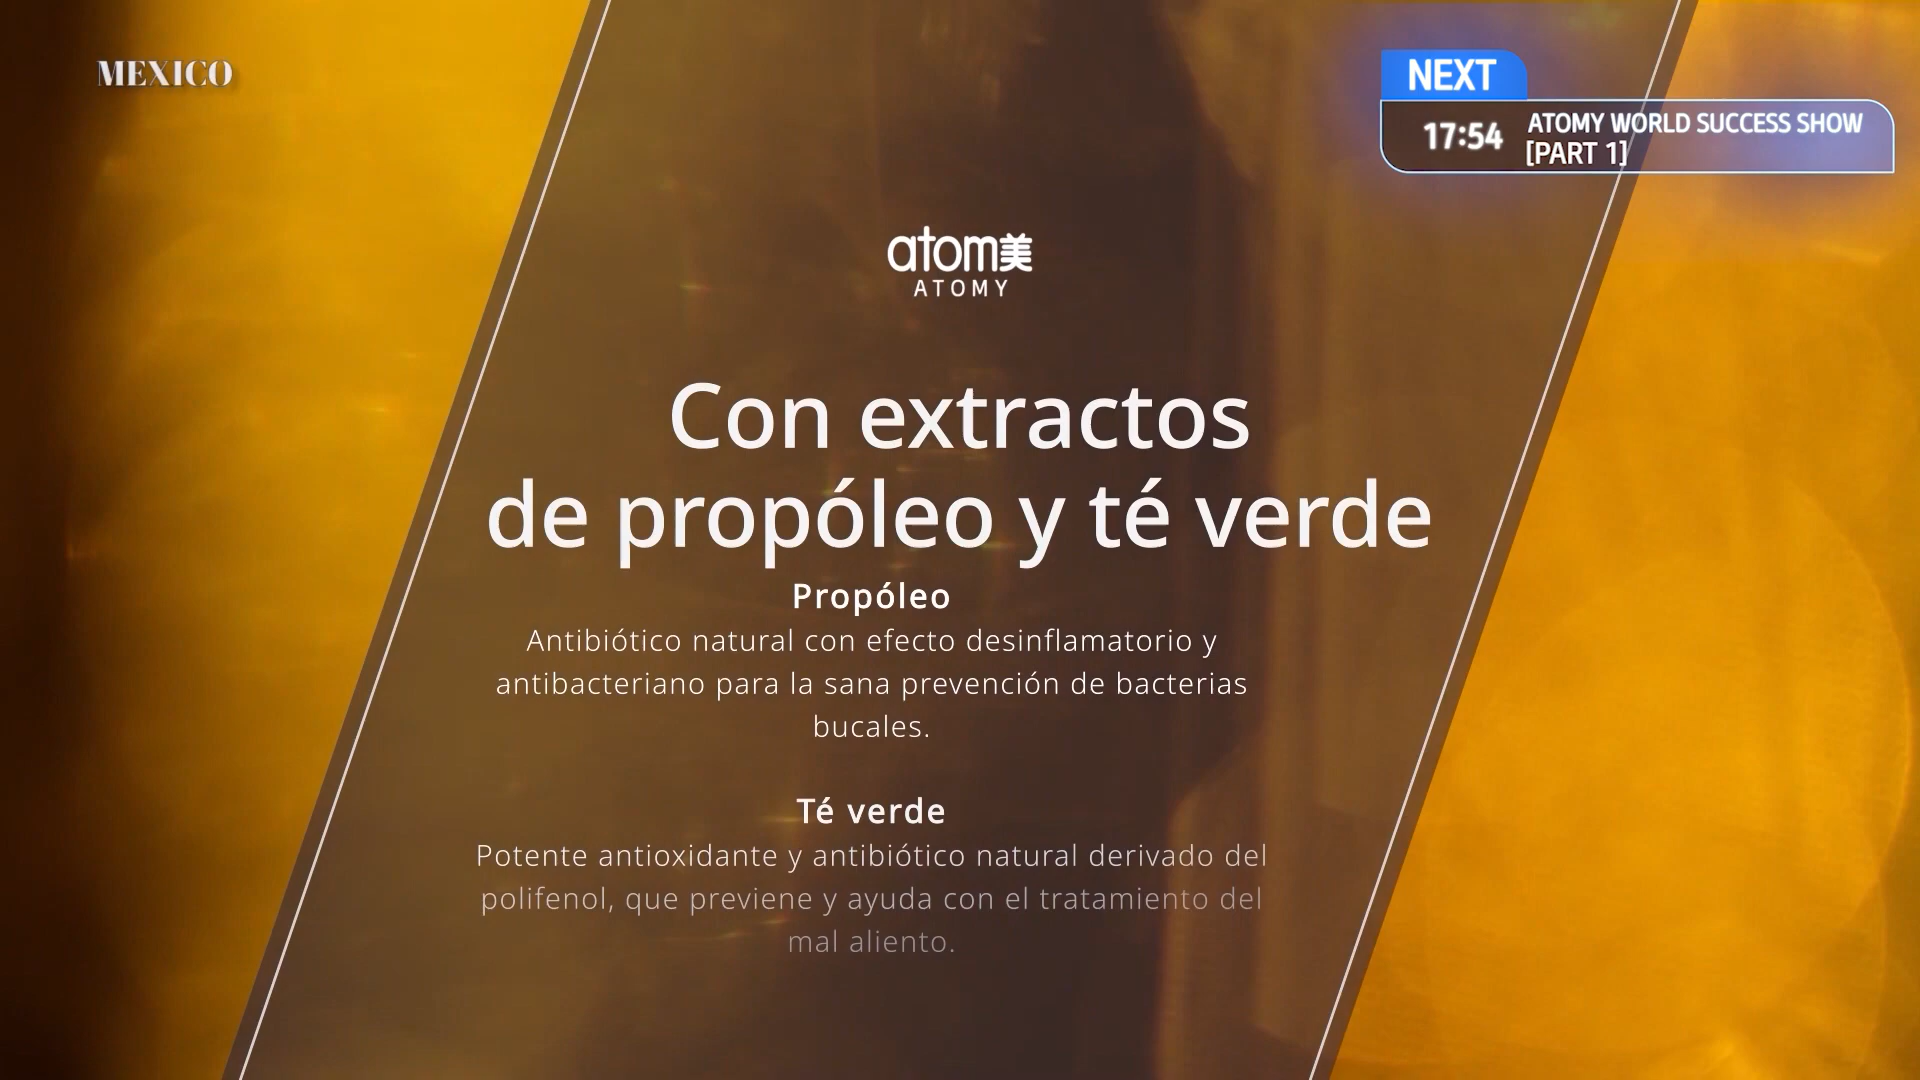 MEXICO
NEXT
17:54 ATOMY WORLD SUCCESS SHOW
[PART 1]
atom美
ATOMY
Con extractos
de propóleo y té verde
Propóleo
Antibiótico natural con efecto desinflamatorio y
antibacteriano para la sana prevención de bacterias
bucales.
Té verde
Potente antioxidante y antibiótico natural derivado del
polifenol, que previene y ayuda con el tratamiento del
mal aliento.